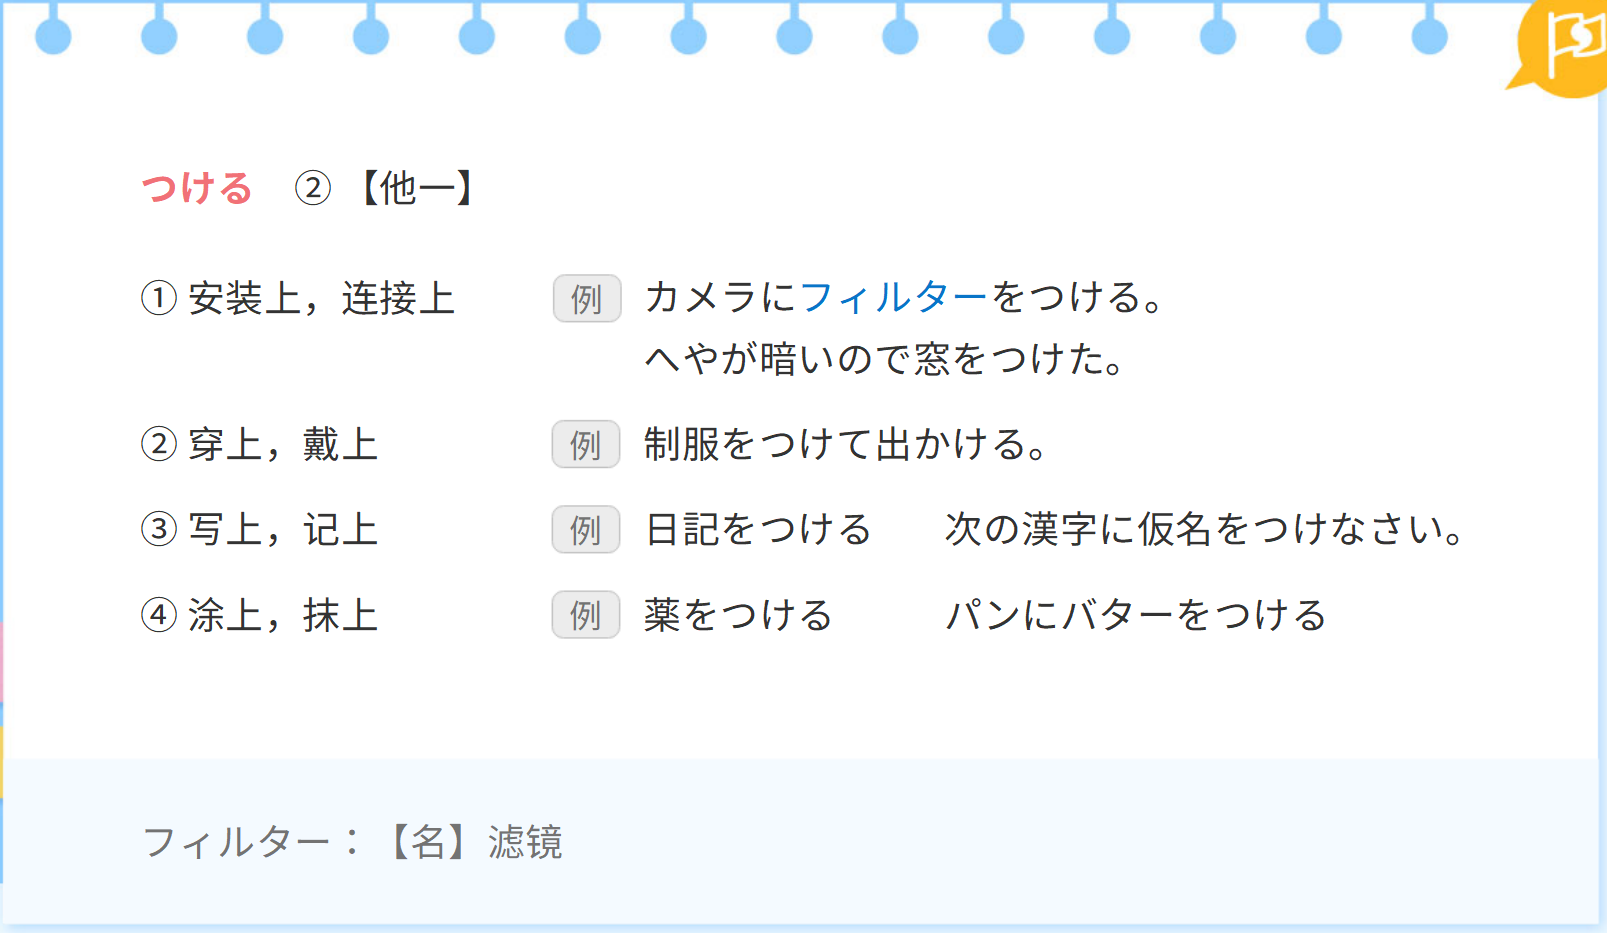 つける ② 【他一】
① 安装上，连接上 例 カメラにフィルターをつける。
へやが暗いので窓をつけた。
② 穿上，戴上 例 制服をつけて出かける。
③ 写上，记上 例 日記をつける 次の漢字に仮名をつけなさい。
④ 涂上，抹上 例 薬をつける パンにバターをつける
フィルター：【名】滤镜